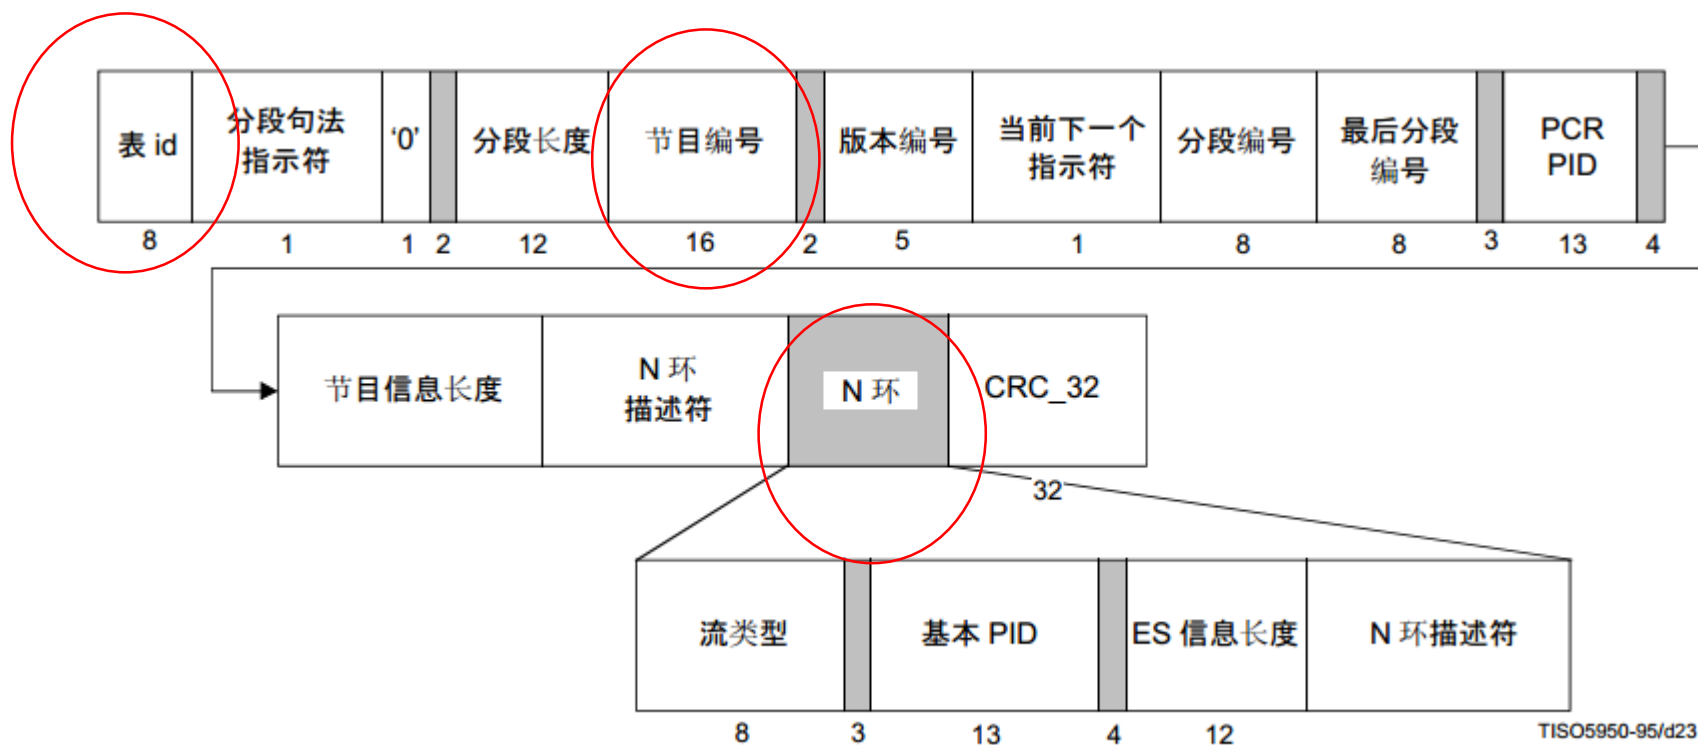 表 id
分段句法
指示符
‘0’
分段长度
节目编号
版本编号
当前下一个
指示符
分段编号
最后分段
编号
PCR
PID
8
1
1
2
12
16
2
5
1
8
8
3
13
4
节目信息长度
N 环
描述符
N 环
CRC_32
32
流类型
基本 PID
ES 信息长度
N 环描述符
8
3
13
4
12
TISO5950-95/d23